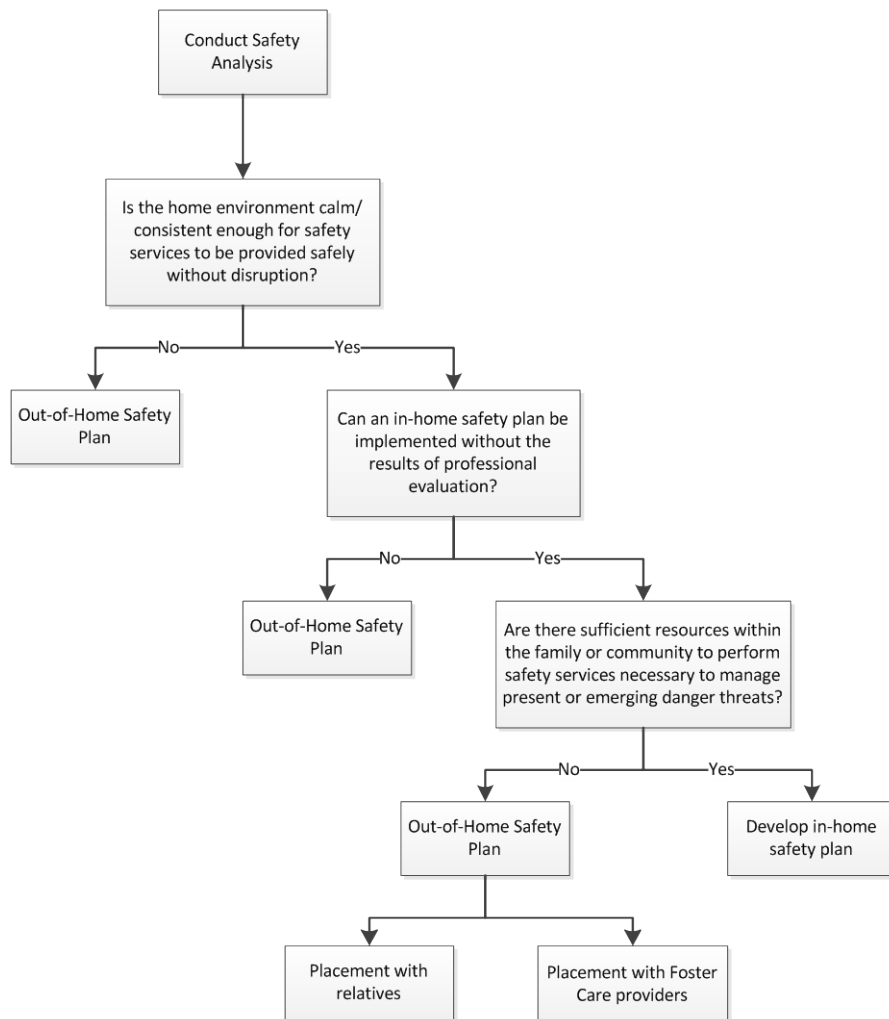 Conduct Safety
Analysis
Is the home environment calm/
consistent enough for safety
services to be provided safely
without disruption?
No
Yes
Out-of-Home Safety
Plan
Can an in-home safety plan be
implemented without the
results of professional
evaluation?
No
Yes
Out-of-Home Safety
Plan
Are there sufficient resources within
the family or community to perform
safety services necessary to manage
present or emerging danger threats?
No
Yes
Out-of-Home Safety
Plan
Develop in-home
safety plan
Placement with
relatives
Placement with Foster
Care providers